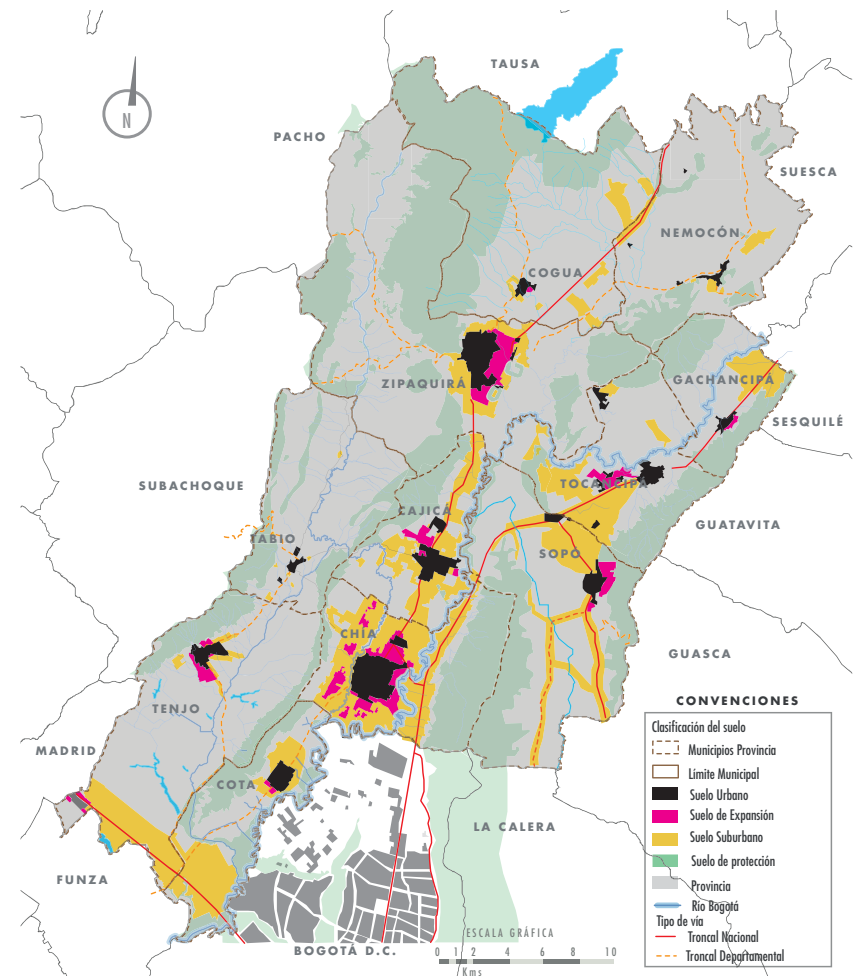 TAUSA
N
PACHO
SUESCA
NEMOCÓN
COGUA
ZIPAQUIRÁ
GACHANCIPÁ
SESQUILÉ
SUBACHOQUE
TOCANCIPA
CAJICÁ
GUATAVITA
TABIO
SOPÓ
CHÍA
GUASCA
TENJO
MADRID
COTA
LA CALERA
FUNZA
BOGOTÁ D.C.
ESCALA GRÁFICA
0 1 2 4 6 8 10
Kms
CONVENCIONES
Clasificación del suelo
Municipios Provincia
Límite Municipal
Suelo Urbano
Suelo de Expansión
Suelo Suburbano
Suelo de protección
Provincia
Río Bogotá
Tipo de vía
Troncal Nacional
Troncal Departamental